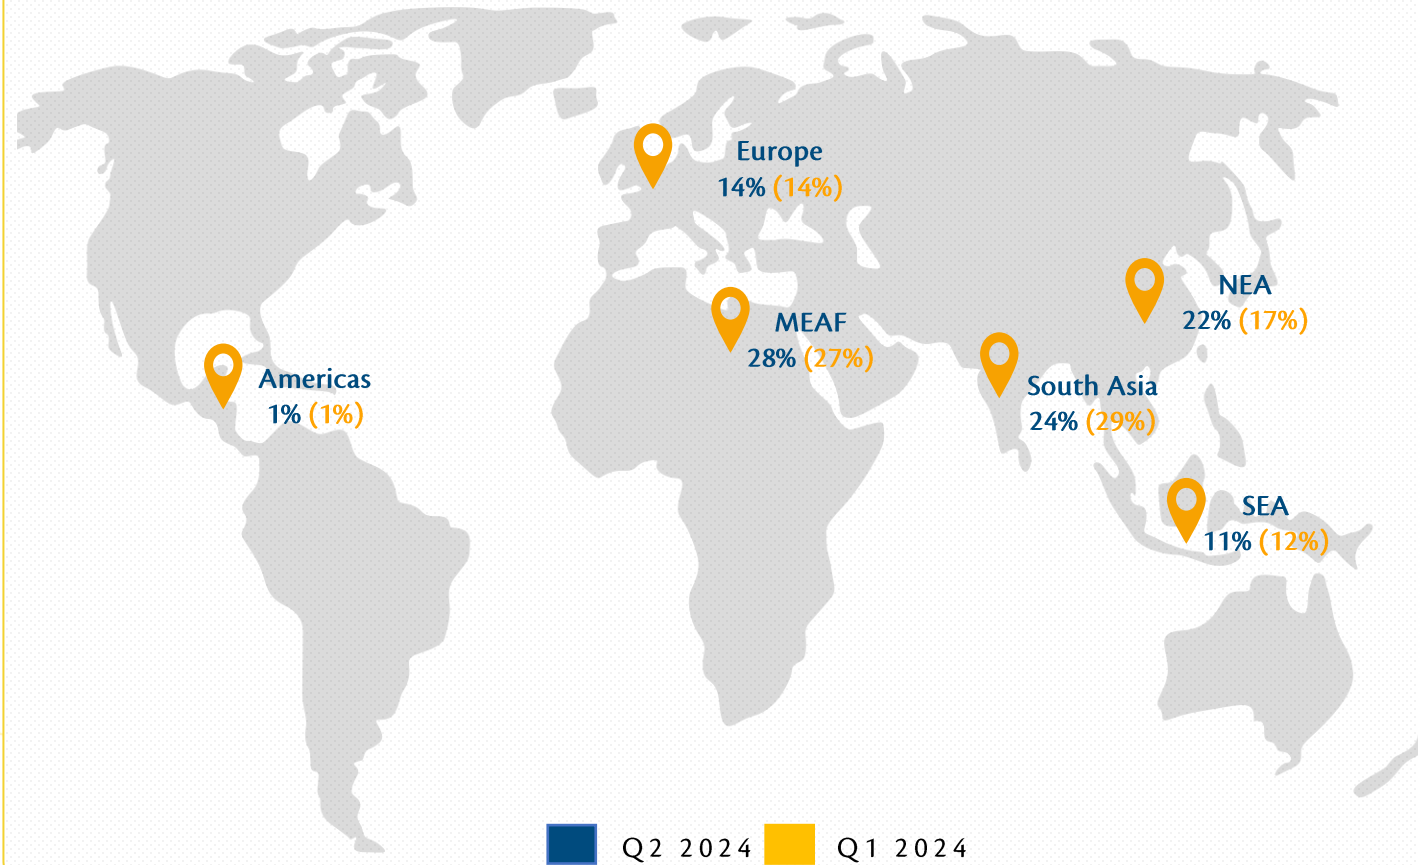 Europe
14% (14%)
NEA
22% (17%)
MEAF
28% (27%)
Americas
1% (1%)
South Asia
24% (29%)
SEA
11% (12%)
Q2 2024 Q1 2024